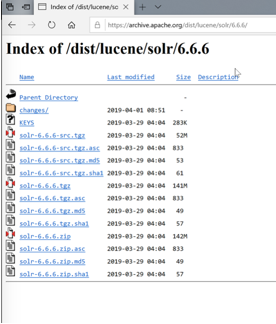 Index of /dist/lucene/solr/
https://archive.apache.org/dist/lucene/solr/6.6.6/
Index of /dist/lucene/solr/6.6.6
Name Last modified Size Description
Parent Directory -
changes/ 2019-04-01 08:51 -
KEYS 2019-03-29 04:04 283K
solr-6.6.6-src.tgz 2019-03-29 04:04 52M
solr-6.6.6-src.tgz.asc 2019-03-29 04:04 833
solr-6.6.6-src.tgz.md5 2019-03-29 04:04 53
solr-6.6.6-src.tgz.sha1 2019-03-29 04:04 61
solr-6.6.6.tgz 2019-03-29 04:04 141M
solr-6.6.6.tgz.asc 2019-03-29 04:04 833
solr-6.6.6.tgz.md5 2019-03-29 04:04 49
solr-6.6.6.tgz.sha1 2019-03-29 04:04 57
solr-6.6.6.zip 2019-03-29 04:04 142M
solr-6.6.6.zip.asc 2019-03-29 04:04 833
solr-6.6.6.zip.md5 2019-03-29 04:04 49
solr-6.6.6.zip.sha1 2019-03-29 04:04 57